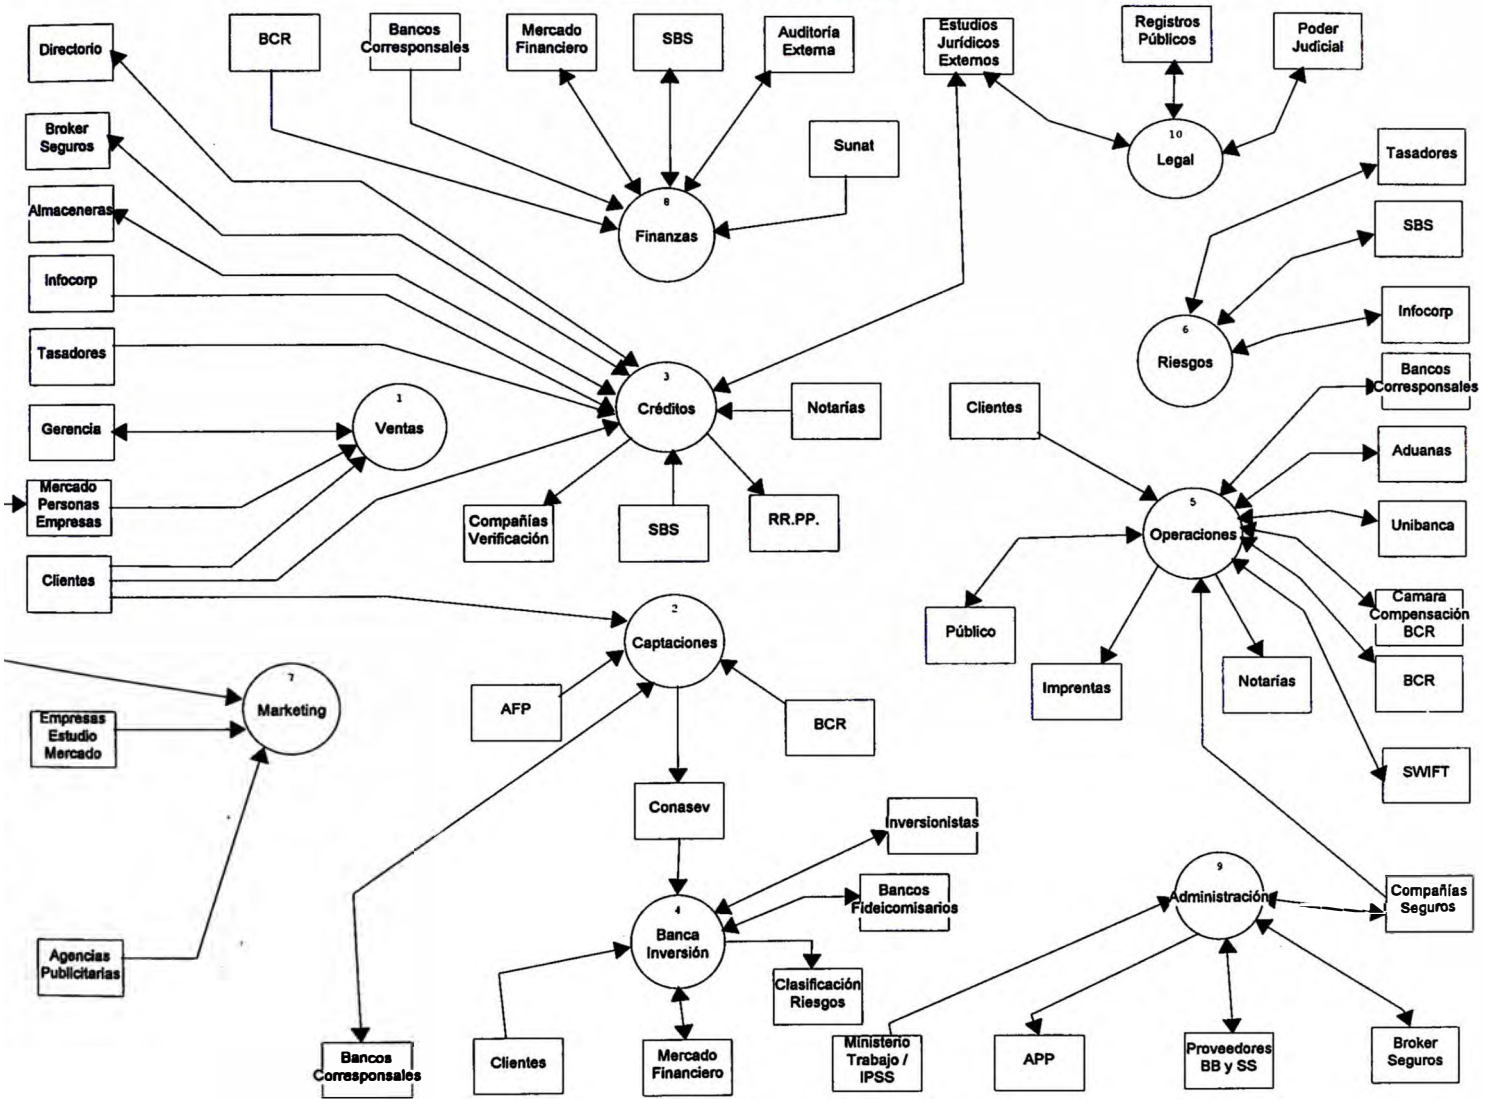 Directorio
BCR
Bancos
Corresponsales
Mercado
Financiero
SBS
Auditoría
Externa
Estudios
Jurídicos
Externos
Registros
Públicos
Poder
Judicial
Broker
Seguros
Sunat
10
Legal
Tasadores
Almaceneras
8
Finanzas
SBS
Infocorp
Infocorp
6
Riesgos
Tasadores
Bancos
Corresponsales
3
Créditos
Notarías
Clientes
1
Ventas
Gerencia
Aduanas
Mercado
Personas
Empresas
Compañías
Verificación
SBS
RR.PP.
5
Operaciones
Unibanca
Clientes
2
Captaciones
Público
Camara
Compensación
BCR
Imprentas
Notarías
BCR
7
Marketing
AFP
BCR
Empresas
Estudio
Mercado
SWIFT
Conasev
Inversionistas
9
Administración
Compañías
Seguros
Bancos
Fideicomisarios
4
Banca
Inversión
Agencias
Publicitarias
Clasificación
Riesgos
Bancos
Corresponsales
Clientes
Mercado
Financiero
Ministerio
Trabajo /
IPSS
APP
Proveedores
BB y SS
Broker
Seguros